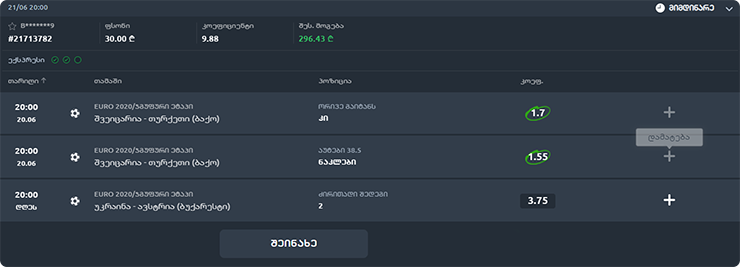 21/06 20:00 მიმდინარე
B*******9 ფსონი კოეფიციენტი შეს. მოგება
#21713782 30.00 ₾ 9.88 296.43 ₾
ექსპრესი
თარიღი ↑ თამაში პოზიცია კოეფ.
20:00 EURO 2020/ჯგუფური ეტაპი ორივე გაიტანს 1.7
20.06 შვეიცარია - თურქეთი (ბაქო) კი
დამატება
20:00 EURO 2020/ჯგუფური ეტაპი აუტები 38.5 1.55
20.06 შვეიცარია - თურქეთი (ბაქო) ნაკლები
20:00 EURO 2020/ჯგუფური ეტაპი ძირითადი შედეგი 3.75
დღეს უკრაინა - ავსტრია (ბუქარესტი) 2
შეინახე